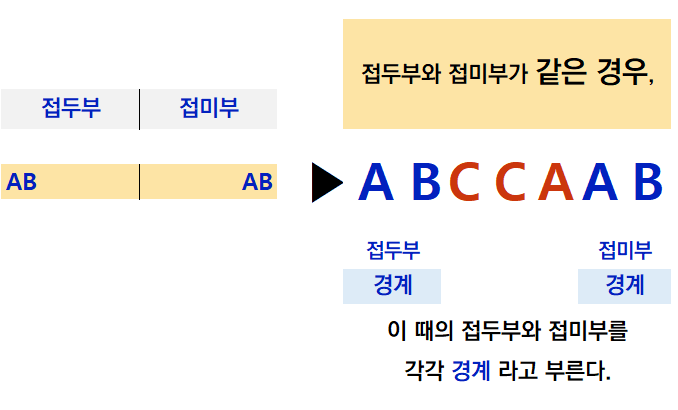 접두부 접미부
AB AB
접두부와 접미부가 같은 경우,
A B C C A A B
접두부 접미부
경계 경계
이 때의 접두부와 접미부를
각각 경계 라고 부른다.